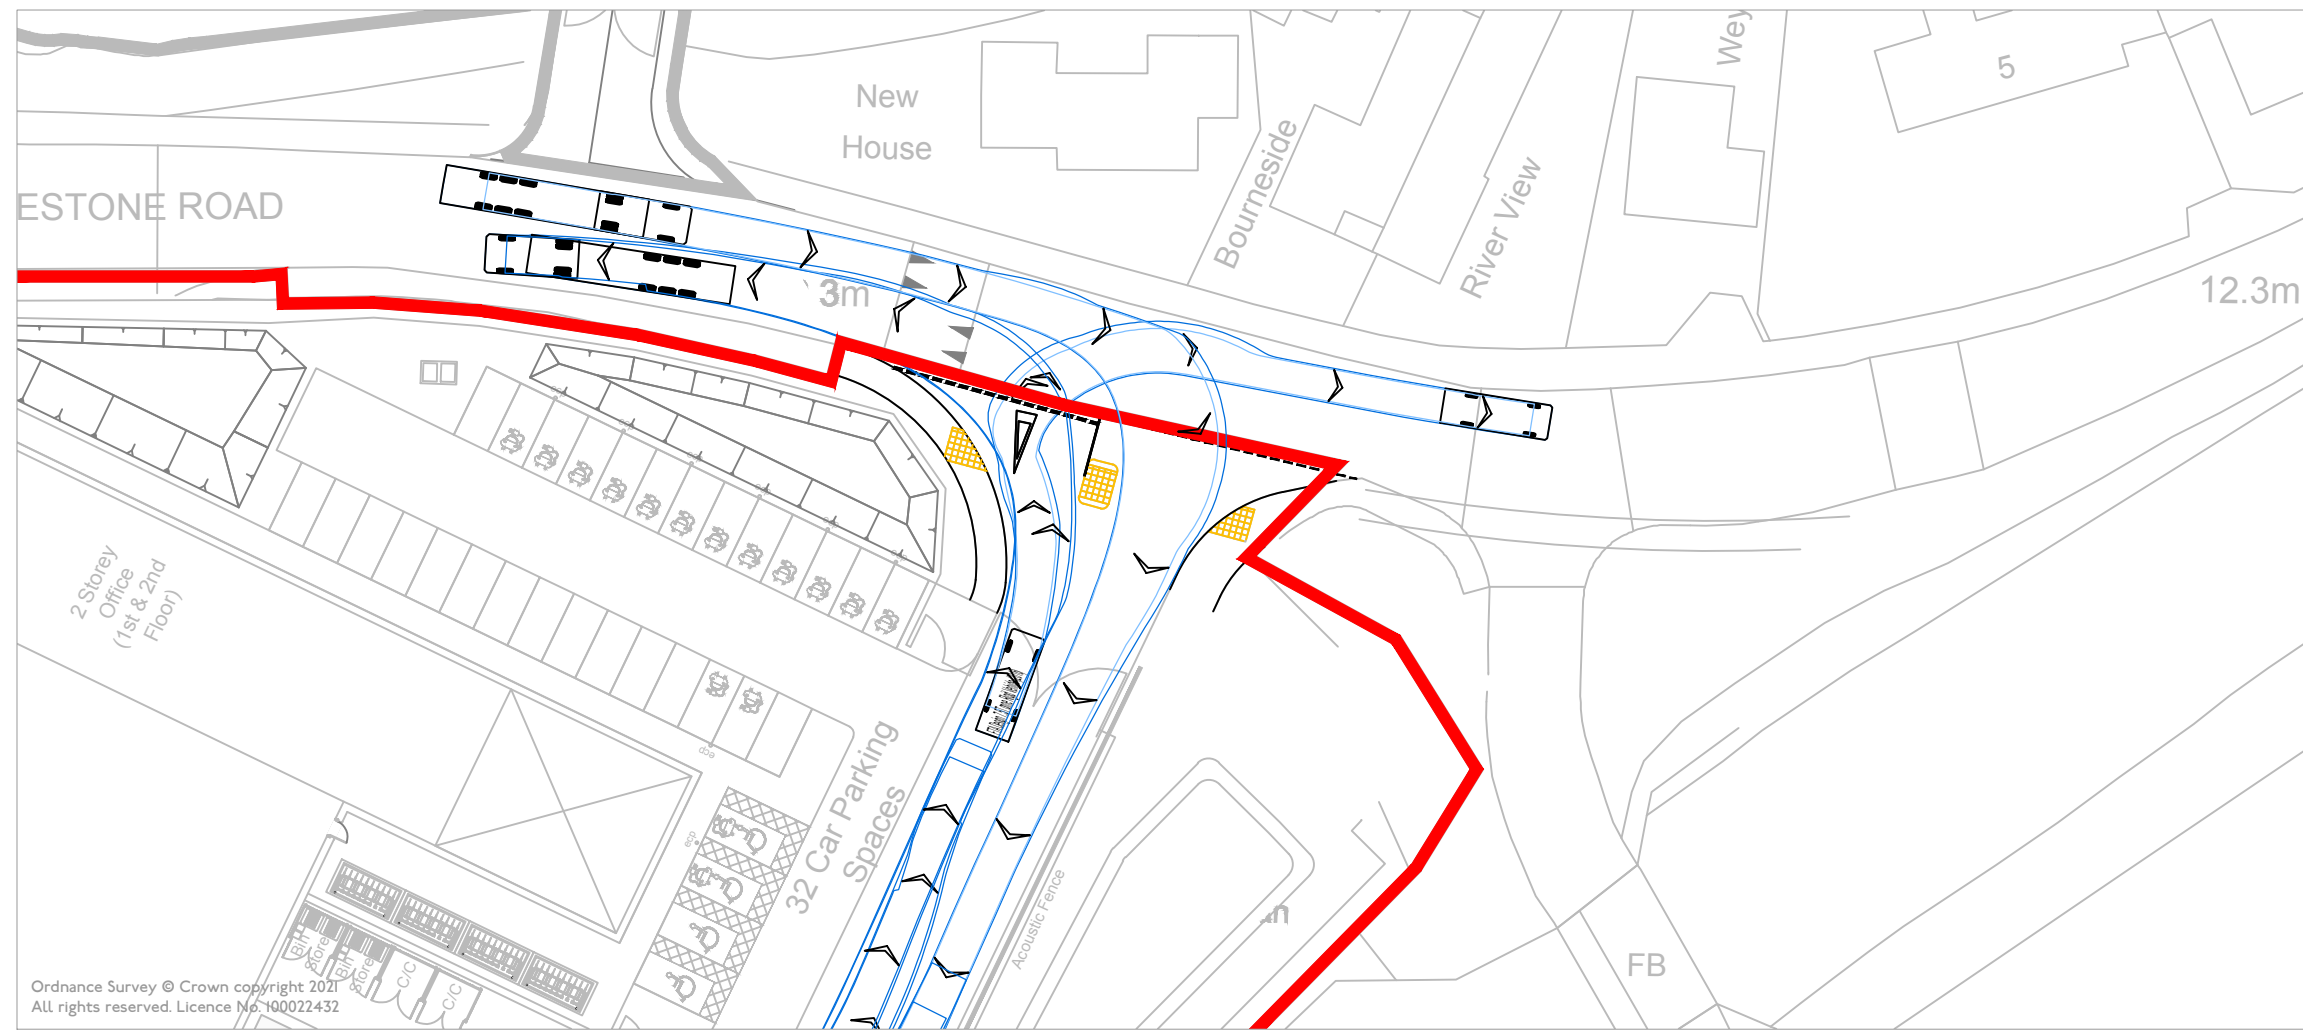 New
House
Wey
5
Bourneside
River View
ESTONE ROAD
3m
12.3m
2 Storey
Office
(1st & 2nd
Floor)
32 Car Parking
Spaces
Acoustic Fence
ecp
ecp
Bin
Store
Bin
Store
C/C
C/C
FB
Ordnance Survey © Crown copyright 2021
All rights reserved. Licence No. 100022432